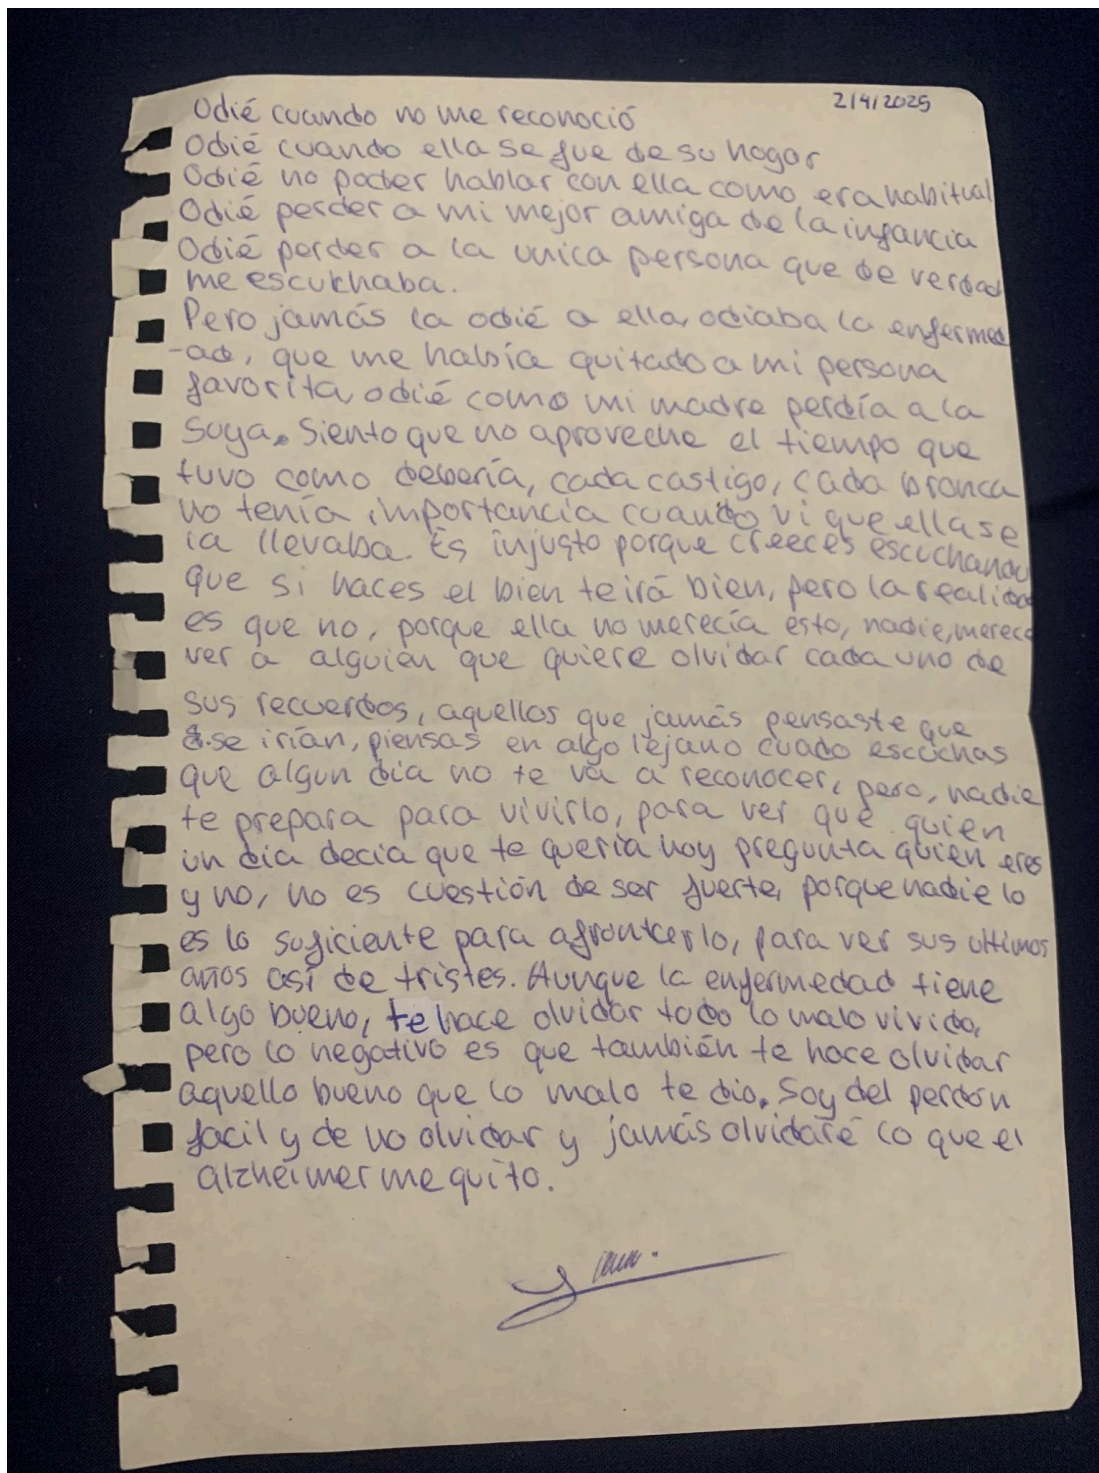 2/4/2025
Odié cuando no me reconoció
Odié cuando ella se fue de su hogar
Odié no poder hablar con ella como era habitual
Odié perder a mi mejor amiga de la infancia
Odié perder a la unica persona que de verdad
me escuchaba.
Pero jamás la odié a ella, odiaba la enfermed
-ad, que me había quitado a mi persona
favorita, odié como mi madre perdía a la
suya. Siento que no aproveche el tiempo que
tuvo como debería, cada castigo, cada bronca
no tenía importancia cuando vi que ella se
la llevaba. Es injusto porque creeces escuchando
que si haces el bien te irá bien, pero la realidad
es que no, porque ella no merecía esto, nadie, merece
ver a alguien que quiere olvidar cada uno de
sus recuerdos, aquellos que jamás pensaste que
se irían, piensas en algo lejano cuado escuchas
que algun dia no te va a reconocer, pero, nadie
te prepara para vivirlo, para ver que quien
un dia decia que te queria hoy pregunta quien eres
y no, no es cuestión de ser fuerte, porque nadie lo
es lo suficiente para afrontarlo, para ver sus ultimos
años así de tristes. Aunque la enfermedad tiene
algo bueno, te hace olvidar todo lo malo vivido,
pero lo negativo es que también te hace olvidar
aquello bueno que lo malo te dio. Soy del perdón
facil y de no olvidar y jamás olvidaré lo que el
alzheimer me quito.